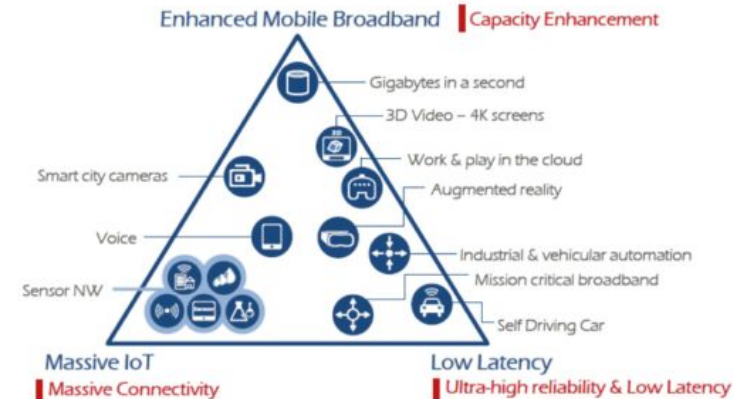 Enhanced Mobile Broadband
Capacity Enhancement
Gigabytes in a second
3D Video – 4K screens
3D
Work & play in the cloud
Smart city cameras
Augmented reality
Voice
Industrial & vehicular automation
Mission critical broadband
Sensor NW
Self Driving Car
Massive IoT
Low Latency
Massive Connectivity
Ultra-high reliability & Low Latency